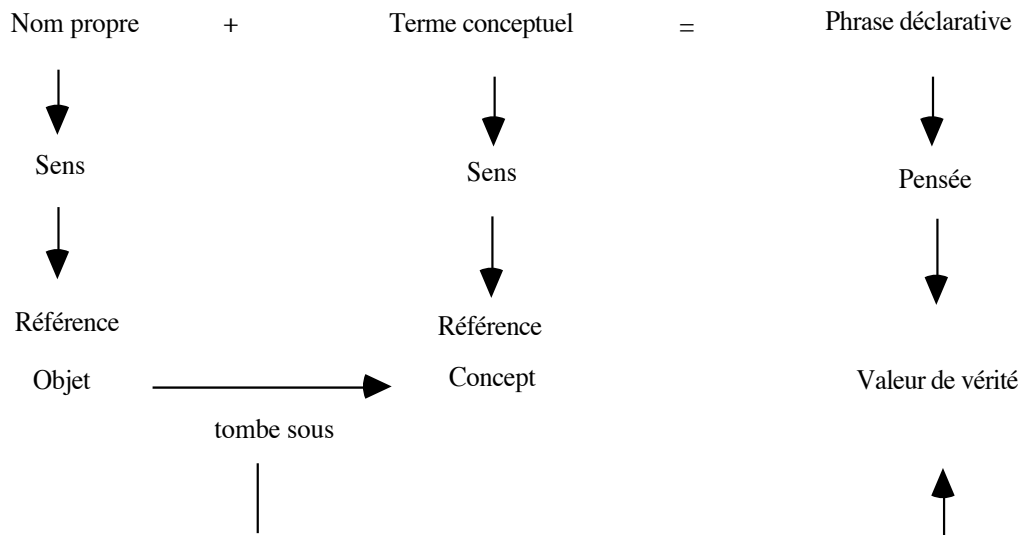 Nom propre + Terme conceptuel = Phrase déclarative
Sens Sens Pensée
Référence Référence
Objet Concept Valeur de vérité
tombe sous